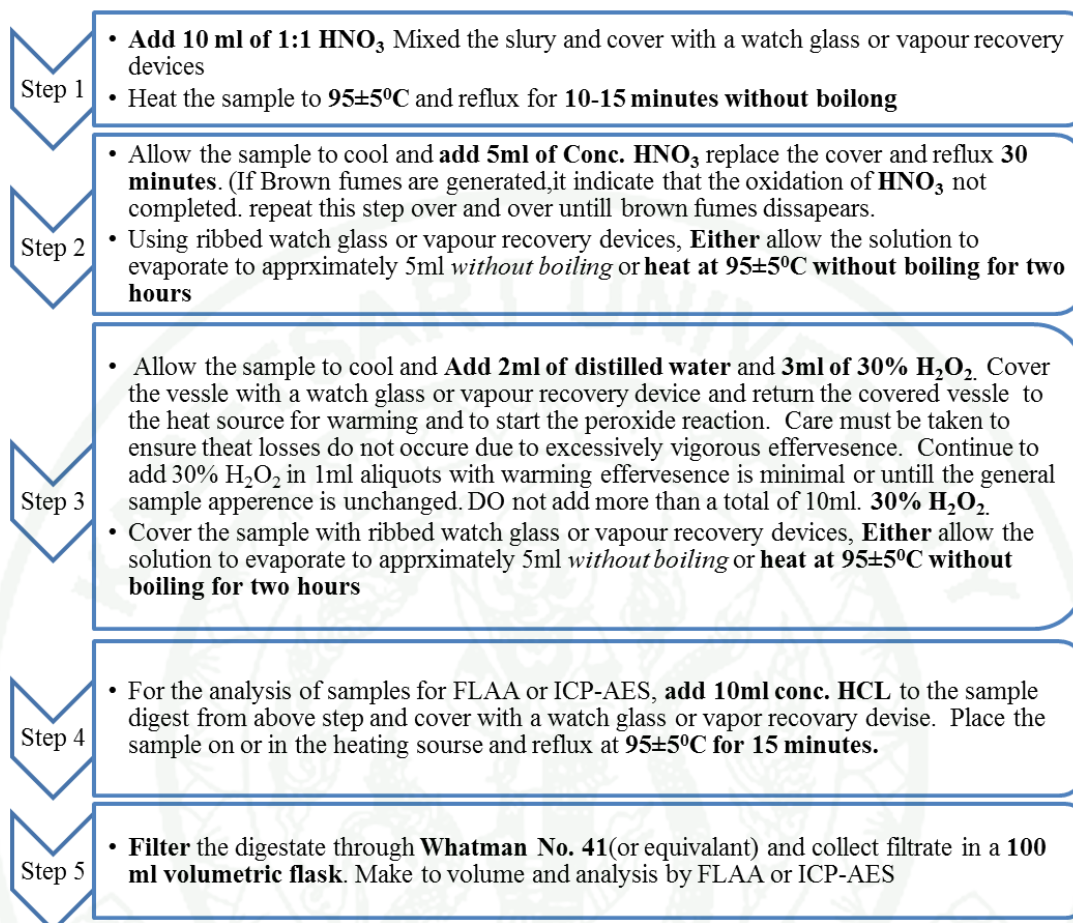 Step 1
• Add 10 ml of 1:1 HNO₃ Mixed the slury and cover with a watch glass or vapour recovery
devices
• Heat the sample to 95±5⁰C and reflux for 10-15 minutes without boilong
Step 2
• Allow the sample to cool and add 5ml of Conc. HNO₃ replace the cover and reflux 30
minutes. (If Brown fumes are generated,it indicate that the oxidation of HNO₃ not
completed. repeat this step over and over untill brown fumes dissapears.
• Using ribbed watch glass or vapour recovery devices, Either allow the solution to
evaporate to apprximately 5ml without boiling or heat at 95±5⁰C without boiling for two
hours
Step 3
• Allow the sample to cool and Add 2ml of distilled water and 3ml of 30% H₂O₂. Cover
the vessle with a watch glass or vapour recovery device and return the covered vessle to
the heat source for warming and to start the peroxide reaction. Care must be taken to
ensure theat losses do not occure due to excessively vigorous effervesence. Continue to
add 30% H₂O₂ in 1ml aliquots with warming effervesence is minimal or untill the general
sample apperence is unchanged. DO not add more than a total of 10ml. 30% H₂O₂.
• Cover the sample with ribbed watch glass or vapour recovery devices, Either allow the
solution to evaporate to apprximately 5ml without boiling or heat at 95±5⁰C without
boiling for two hours
Step 4
• For the analysis of samples for FLAA or ICP-AES, add 10ml conc. HCL to the sample
digest from above step and cover with a watch glass or vapor recovary devise. Place the
sample on or in the heating sourse and reflux at 95±5⁰C for 15 minutes.
Step 5
• Filter the digestate through Whatman No. 41(or equivalent) and collect filtrate in a 100
ml volumetric flask. Make to volume and analysis by FLAA or ICP-AES